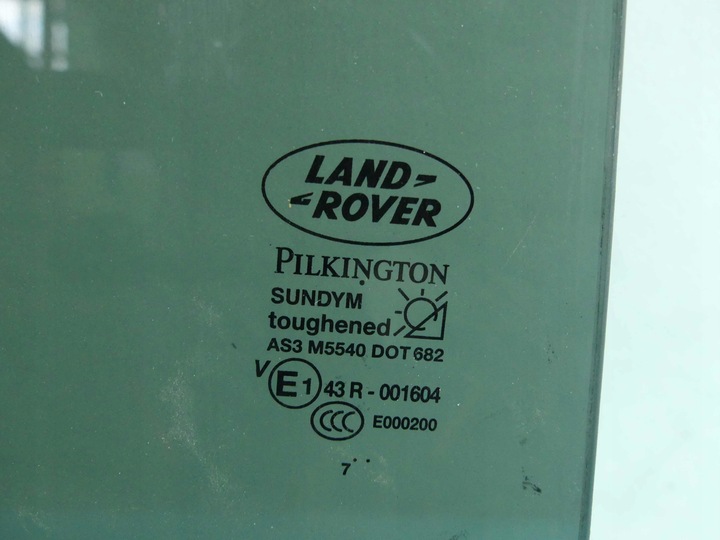 LAND
ROVER
PILKINGTON
SUNDYM
toughened
AS3 M5540 DOT 682
V E1 43 R - 001604
CCC E000200
7